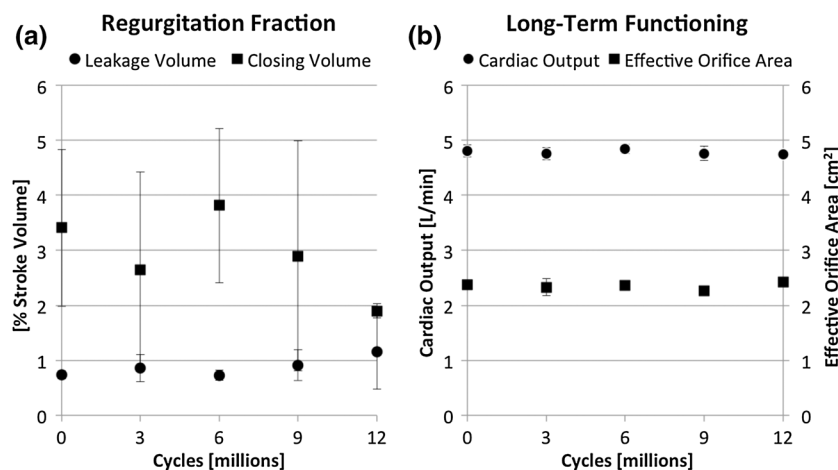 (a) Regurgitation Fraction
Leakage Volume Closing Volume
6
5
4
3
2
1
0
[% Stroke Volume]
0 3 6 9 12
Cycles [millions]
(b) Long-Term Functioning
Cardiac Output Effective Orifice Area
6 6
5 5
4 4
3 3
2 2
1 1
0 0
Cardiac Output [L/min]
Effective Orifice Area [cm²]
0 3 6 9 12
Cycles [millions]